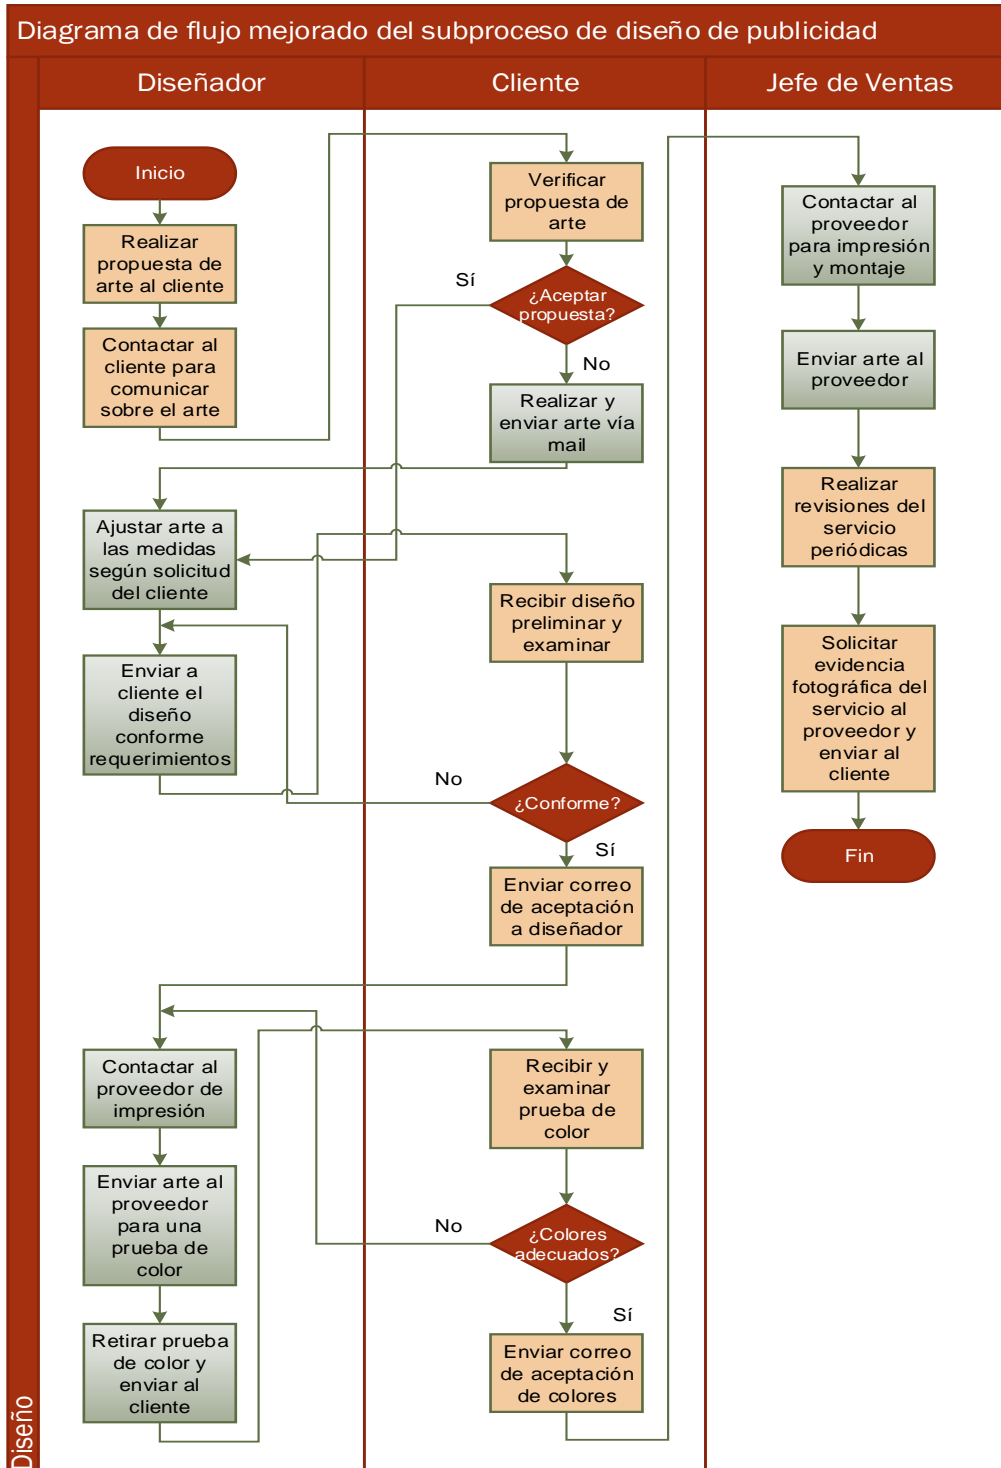 Diagrama de flujo mejorado del subproceso de diseño de publicidad
Diseñador
Cliente
Jefe de Ventas
Diseño
Inicio
Realizar
propuesta de
arte al cliente
Contactar al
cliente para
comunicar
sobre el arte
Verificar
propuesta de
arte
¿Aceptar
propuesta?
Sí
No
Realizar y
enviar arte vía
mail
Ajustar arte a
las medidas
según solicitud
del cliente
Enviar a
cliente el
diseño
conforme
requerimientos
Recibir diseño
preliminar y
examinar
¿Conforme?
No
Sí
Enviar correo
de aceptación
a diseñador
Contactar al
proveedor de
impresión
Enviar arte al
proveedor
para una
prueba de
color
Retirar prueba
de color y
enviar al
cliente
Recibir y
examinar
prueba de
color
¿Colores
adecuados?
No
Sí
Enviar correo
de aceptación
de colores
Contactar al
proveedor
para impresión
y montaje
Enviar arte al
proveedor
Realizar
revisiones del
servicio
periódicas
Solicitar
evidencia
fotográfica del
servicio al
proveedor y
enviar al
cliente
Fin